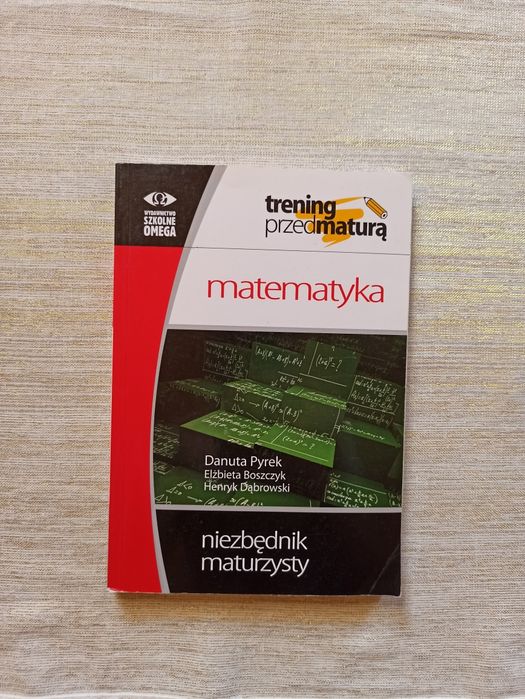 WYDAWNICTWO
SZKOLNE
OMEGA
trening
przedmaturą
matematyka
Danuta Pyrek
Elżbieta Boszczyk
Henryk Dąbrowski
niezbędnik
maturzysty